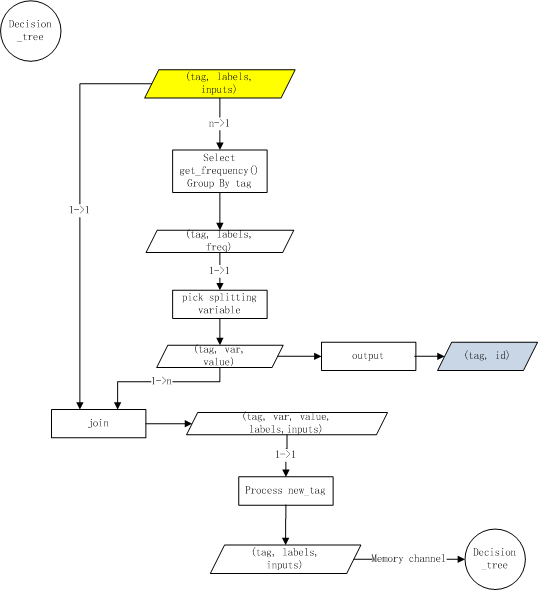 Decision
_tree
(tag, labels,
inputs)
n->1
Select
get_frequency()
Group By tag
1->1
(tag, labels,
freq)
1->1
pick splitting
variable
(tag, var,
value)
output
(tag, id)
1->n
join
(tag, var, value,
labels,inputs)
1->1
Process new_tag
(tag, labels,
inputs)
Memory channel
Decision
_tree